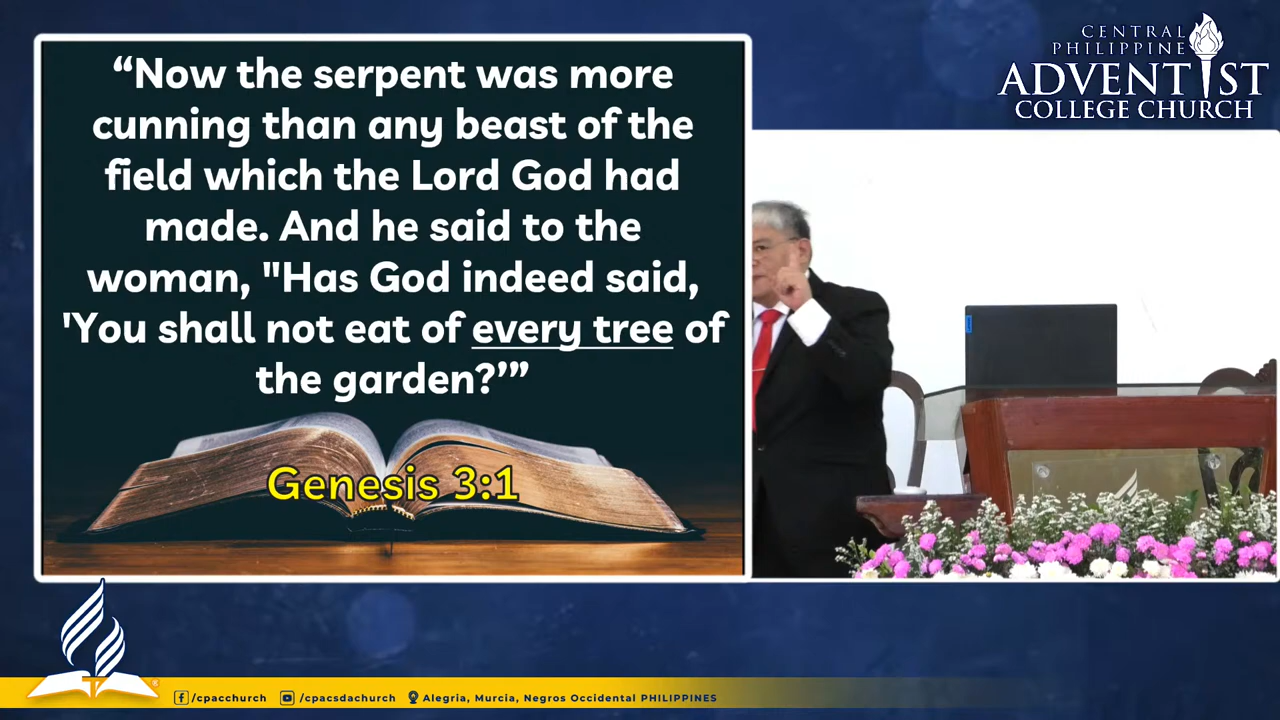 “Now the serpent was more
cunning than any beast of the
field which the Lord God had
made. And he said to the
woman, "Has God indeed said,
'You shall not eat of every tree of
the garden?’”
Genesis 3:1
CENTRAL
PHILIPPINE
ADVENTIST
COLLEGE CHURCH
/cpacchurch
/cpacsdachurch
Alegria, Murcia, Negros Occidental PHILIPPINES